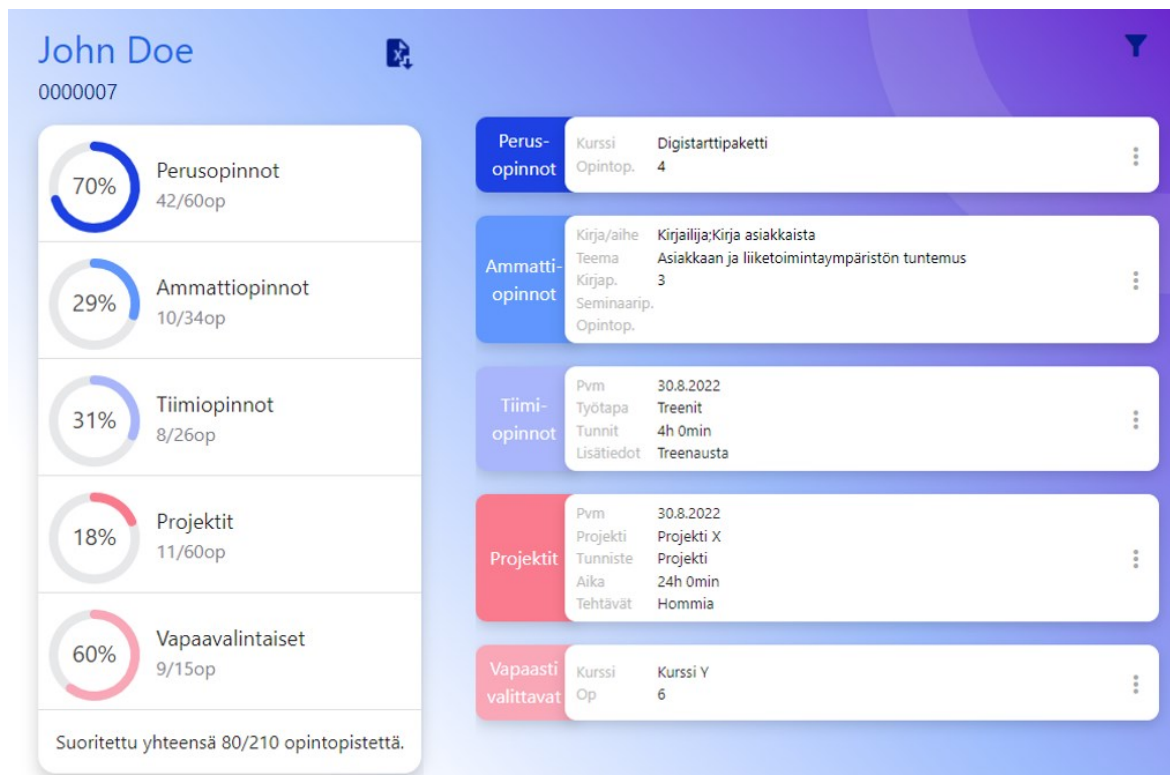 John Doe
0000007
70%
Perusopinnot
42/60op
29%
Ammattiopinnot
10/34op
31%
Tiimiopinnot
8/26op
18%
Projektit
11/60op
60%
Vapaavalintaiset
9/15op
Suoritettu yhteensä 80/210 opintopistettä.
Perus-
opinnot
Kurssi Digistarttipaketti
Opintop. 4
Ammatti-
opinnot
Kirja/aihe Kirjailija;Kirja asiakkaista
Teema Asiakkaan ja liiketoimintaympäristön tuntemus
Kirjap. 3
Seminaarip.
Opintop.
Tiimi-
opinnot
Pvm 30.8.2022
Työtapa Treenit
Tunnit 4h 0min
Lisätiedot Treenausta
Projektit
Pvm 30.8.2022
Projekti Projekti X
Tunniste Projekti
Aika 24h 0min
Tehtävät Hommia
Vapaasti
valittavat
Kurssi Kurssi Y
Op 6